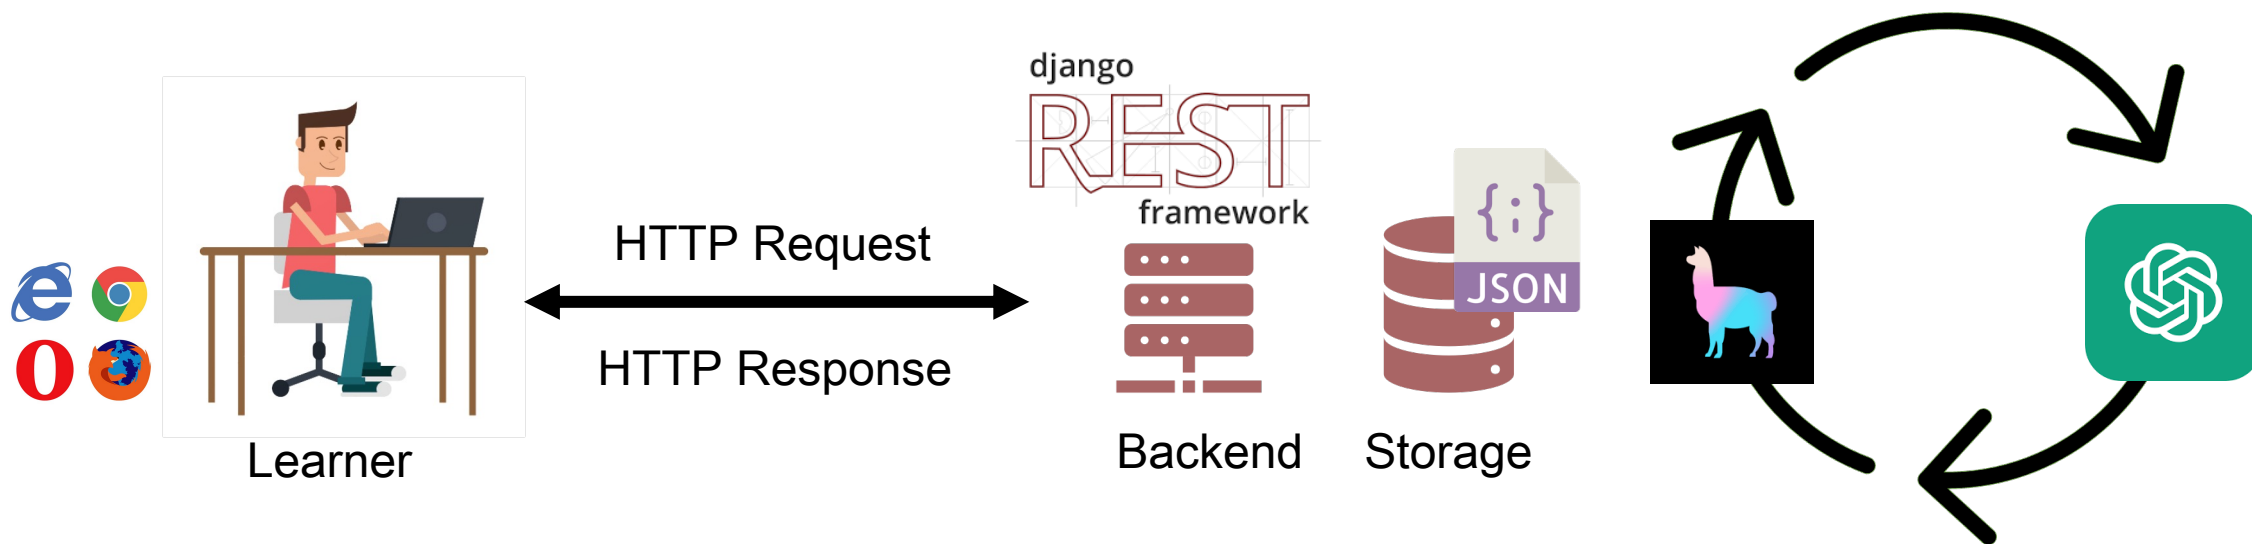 Learner
HTTP Request
HTTP Response
django
REST
framework
Backend
{;}
JSON
Storage